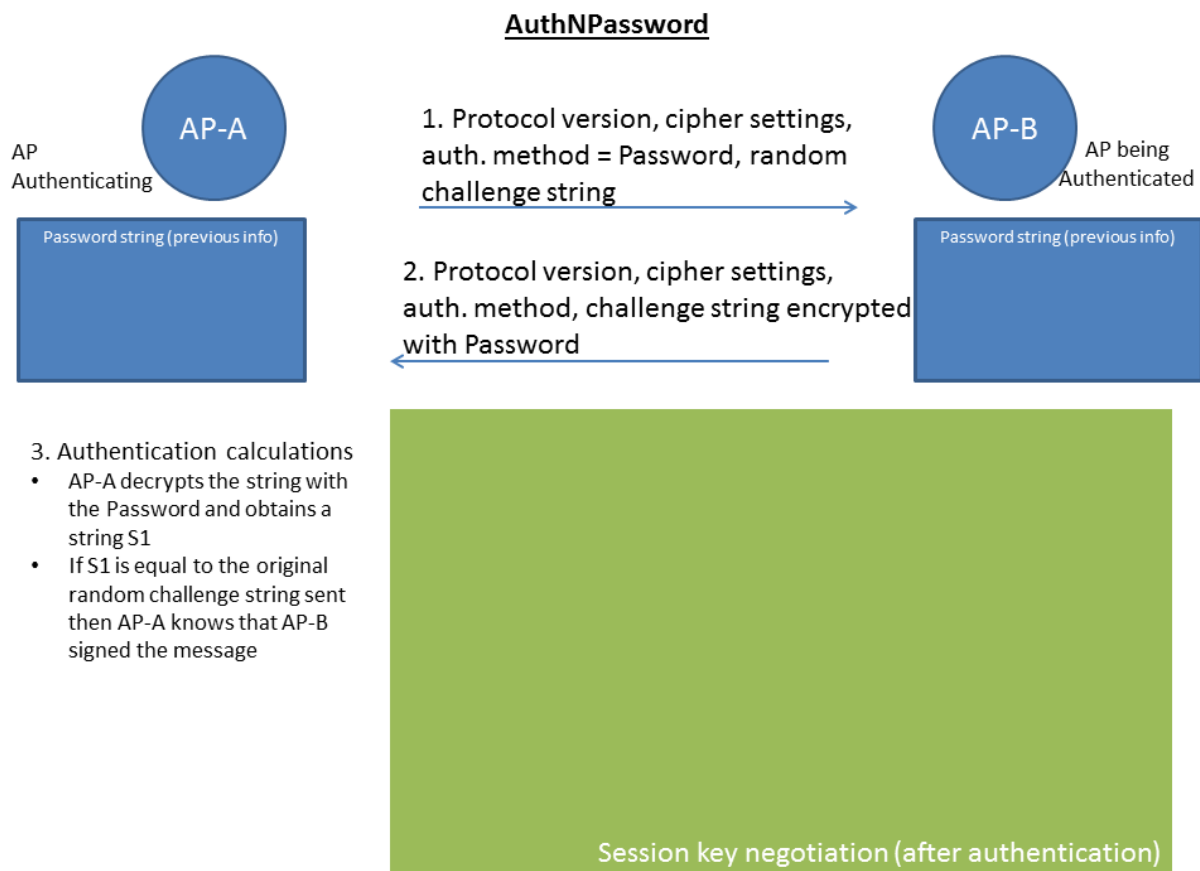 AuthNPassword
AP-A
AP
Authenticating
1. Protocol version, cipher settings,
auth. method = Password, random
challenge string
AP-B
AP being
Authenticated
Password string (previous info)
2. Protocol version, cipher settings,
auth. method, challenge string encrypted
with Password
Password string (previous info)
3. Authentication calculations
• AP-A decrypts the string with
the Password and obtains a
string S1
• If S1 is equal to the original
random challenge string sent
then AP-A knows that AP-B
signed the message
Session key negotiation (after authentication)